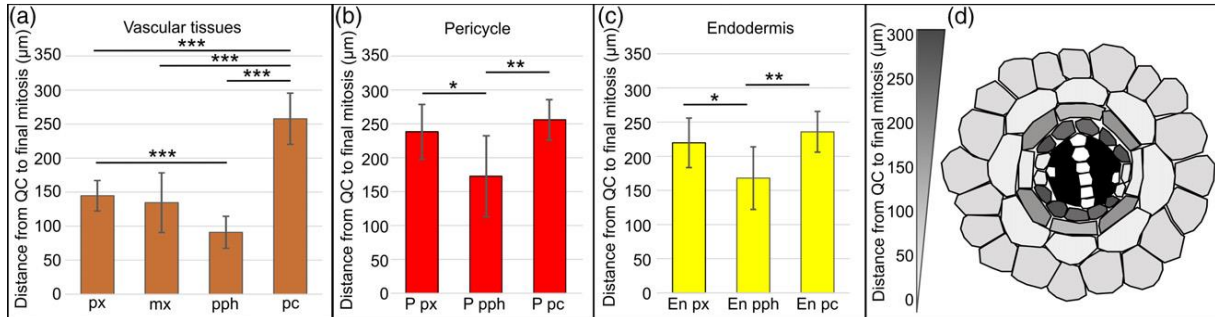 (a)
Vascular tissues
Distance from QC to final mitosis (µm)
350
300
250
200
150
100
50
0
***
***
***
***
px mx pph pc
(b)
Pericycle
Distance from QC to final mitosis (µm)
350
300
250
200
150
100
50
0
* **
P px P pph P pc
(c)
Endodermis
Distance from QC to final mitosis (µm)
350
300
250
200
150
100
50
0
* **
En px En pph En pc
(d)
Distance from QC to final mitosis (µm)
300
250
200
150
100
50
0